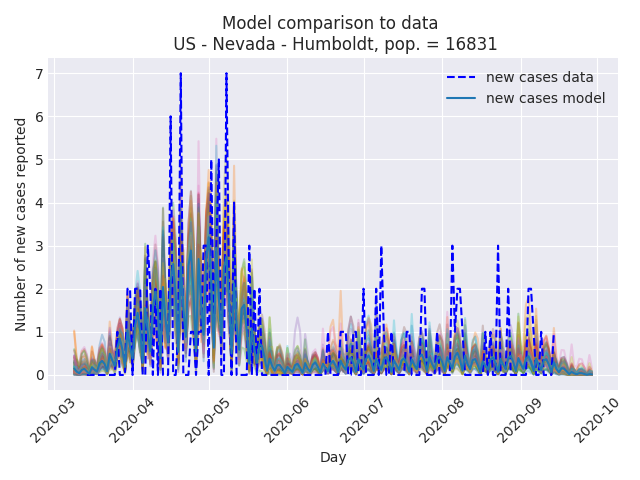 Model comparison to data
US - Nevada - Humboldt, pop. = 16831
new cases data
new cases model
Number of new cases reported
7
6
5
4
3
2
1
0
2020-03
2020-04
2020-05
2020-06
2020-07
2020-08
2020-09
2020-10
Day